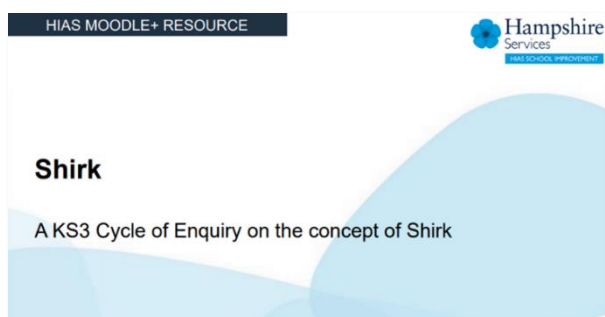 HIAS MOODLE+ RESOURCE
Hampshire
Services
HIAS SCHOOL IMPROVEMENT
Shirk
A KS3 Cycle of Enquiry on the concept of Shirk